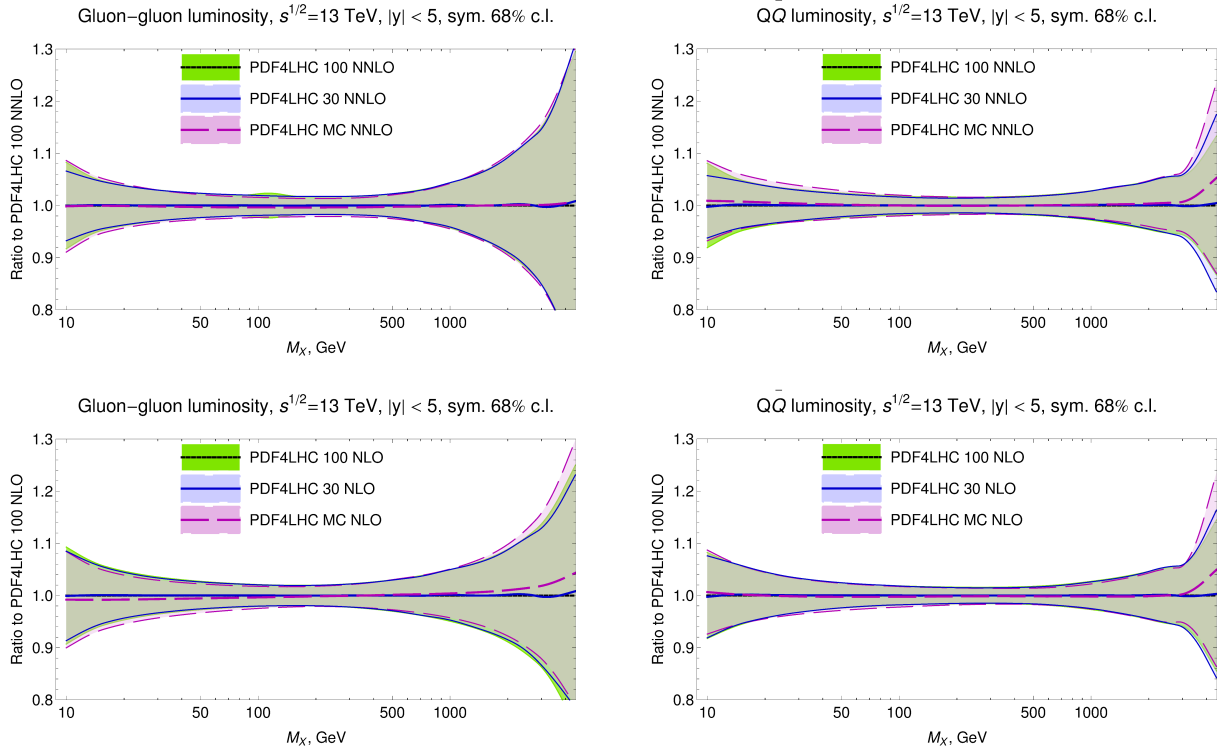 Gluon−gluon luminosity, s^1/2=13 TeV, |y| < 5, sym. 68% c.l.
Ratio to PDF4LHC 100 NNLO
1.3
1.2
1.1
1.0
0.9
0.8
PDF4LHC 100 NNLO
PDF4LHC 30 NNLO
PDF4LHC MC NNLO
10 50 100 500 1000
M_X, GeV
QQ̄ luminosity, s^1/2=13 TeV, |y| < 5, sym. 68% c.l.
Ratio to PDF4LHC 100 NNLO
1.3
1.2
1.1
1.0
0.9
0.8
PDF4LHC 100 NNLO
PDF4LHC 30 NNLO
PDF4LHC MC NNLO
10 50 100 500 1000
M_X, GeV
Gluon−gluon luminosity, s^1/2=13 TeV, |y| < 5, sym. 68% c.l.
Ratio to PDF4LHC 100 NLO
1.3
1.2
1.1
1.0
0.9
0.8
PDF4LHC 100 NLO
PDF4LHC 30 NLO
PDF4LHC MC NLO
10 50 100 500 1000
M_X, GeV
QQ̄ luminosity, s^1/2=13 TeV, |y| < 5, sym. 68% c.l.
Ratio to PDF4LHC 100 NLO
1.3
1.2
1.1
1.0
0.9
0.8
PDF4LHC 100 NLO
PDF4LHC 30 NLO
PDF4LHC MC NLO
10 50 100 500 1000
M_X, GeV